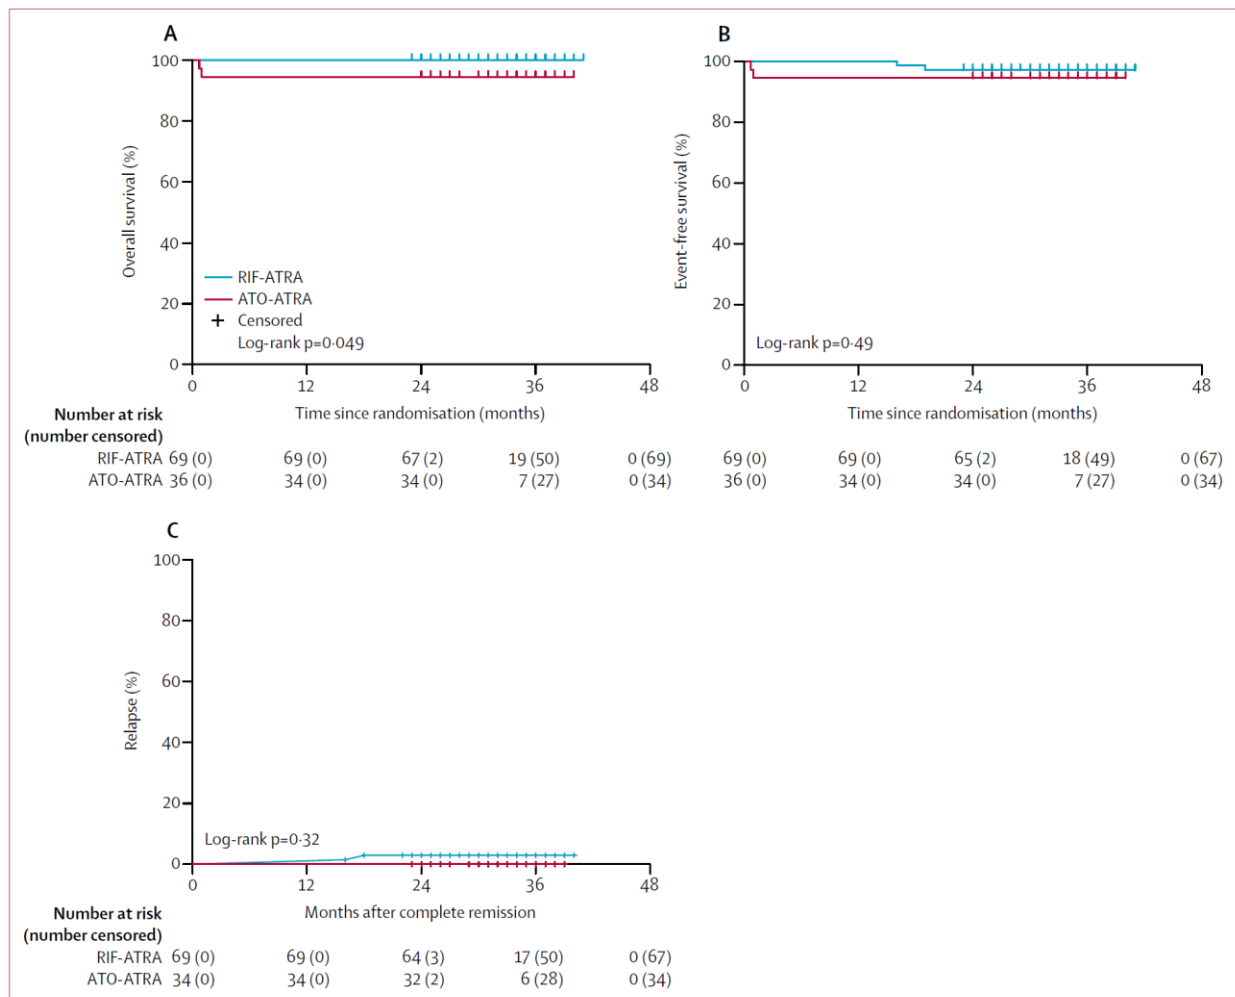 A
B
100
80
60
40
20
0
Overall survival (%)
RIF-ATRA
ATO-ATRA
+ Censored
Log-rank p=0·049
0 12 24 36 48
Time since randomisation (months)
100
80
60
40
20
0
Event-free survival (%)
Log-rank p=0·49
0 12 24 36 48
Time since randomisation (months)
Number at risk
(number censored)
RIF-ATRA 69 (0) 69 (0) 67 (2) 19 (50) 0 (69) 69 (0) 69 (0) 65 (2) 18 (49) 0 (67)
ATO-ATRA 36 (0) 34 (0) 34 (0) 7 (27) 0 (34) 36 (0) 34 (0) 34 (0) 7 (27) 0 (34)
C
100
80
60
40
20
0
Relapse (%)
Log-rank p=0·32
0 12 24 36 48
Months after complete remission
Number at risk
(number censored)
RIF-ATRA 69 (0) 69 (0) 64 (3) 17 (50) 0 (67)
ATO-ATRA 34 (0) 34 (0) 32 (2) 6 (28) 0 (34)